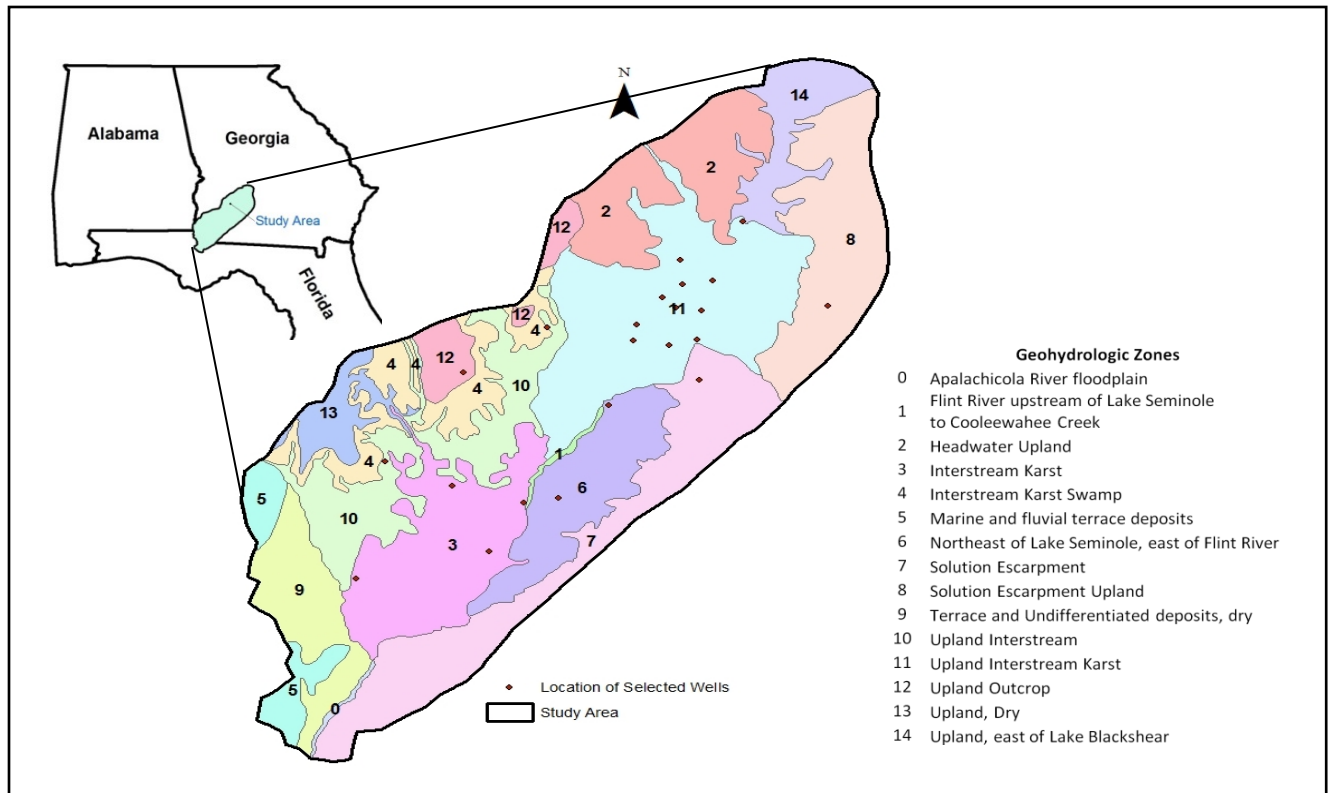 N
Alabama
Georgia
Study Area
Florida
14
2
2
12
8
11
12
4
12
4
4
4
10
13
4
1
5
6
10
3
7
9
5
0
Location of Selected Wells
Study Area
Geohydrologic Zones
0 Apalachicola River floodplain
1 Flint River upstream of Lake Seminole
to Cooleewahee Creek
2 Headwater Upland
3 Interstream Karst
4 Interstream Karst Swamp
5 Marine and fluvial terrace deposits
6 Northeast of Lake Seminole, east of Flint River
7 Solution Escarpment
8 Solution Escarpment Upland
9 Terrace and Undifferentiated deposits, dry
10 Upland Interstream
11 Upland Interstream Karst
12 Upland Outcrop
13 Upland, Dry
14 Upland, east of Lake Blackshear